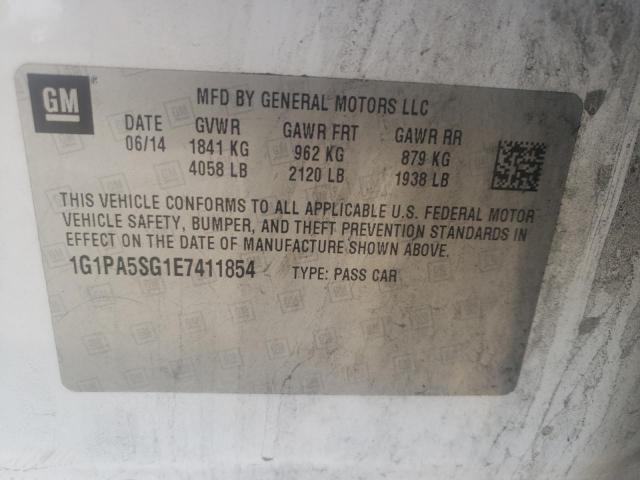 GM
MFD BY GENERAL MOTORS LLC
DATE GVWR GAWR FRT GAWR RR
06/14 1841 KG 962 KG 879 KG
4058 LB 2120 LB 1938 LB
THIS VEHICLE CONFORMS TO ALL APPLICABLE U.S. FEDERAL MOTOR
VEHICLE SAFETY, BUMPER, AND THEFT PREVENTION STANDARDS IN
EFFECT ON THE DATE OF MANUFACTURE SHOWN ABOVE.
1G1PA5SG1E7411854 TYPE: PASS CAR